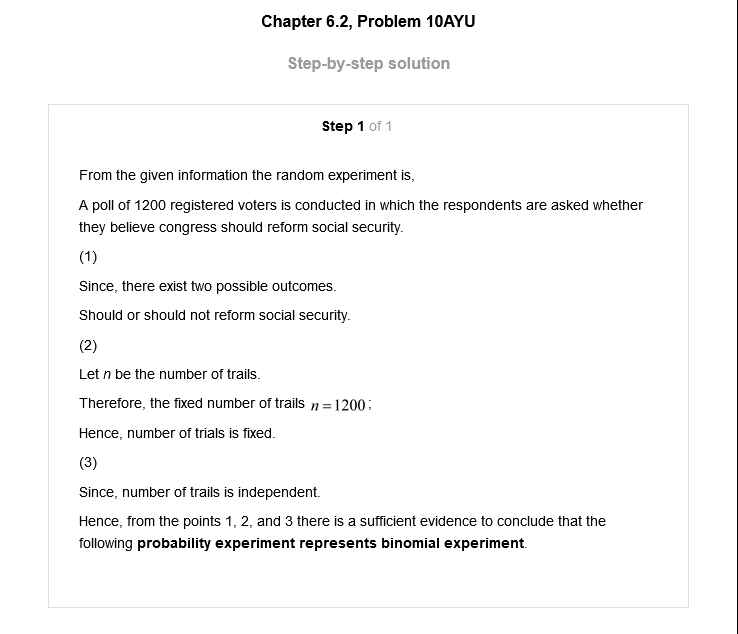 Chapter 6.2, Problem 10AYU
Step-by-step solution
Step 1 of 1
From the given information the random experiment is,
A poll of 1200 registered voters is conducted in which the respondents are asked whether
they believe congress should reform social security.
(1)
Since, there exist two possible outcomes.
Should or should not reform social security.
(2)
Let n be the number of trails.
Therefore, the fixed number of trails n = 1200;
Hence, number of trials is fixed.
(3)
Since, number of trails is independent.
Hence, from the points 1, 2, and 3 there is a sufficient evidence to conclude that the
following probability experiment represents binomial experiment.